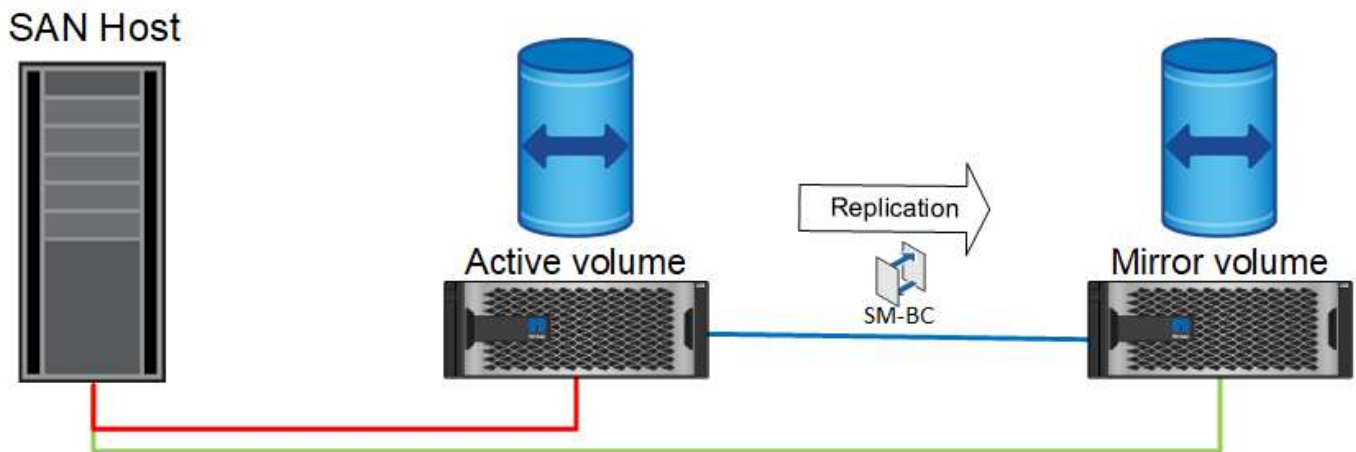 SAN Host
Replication
Active volume
Mirror volume
SM-BC